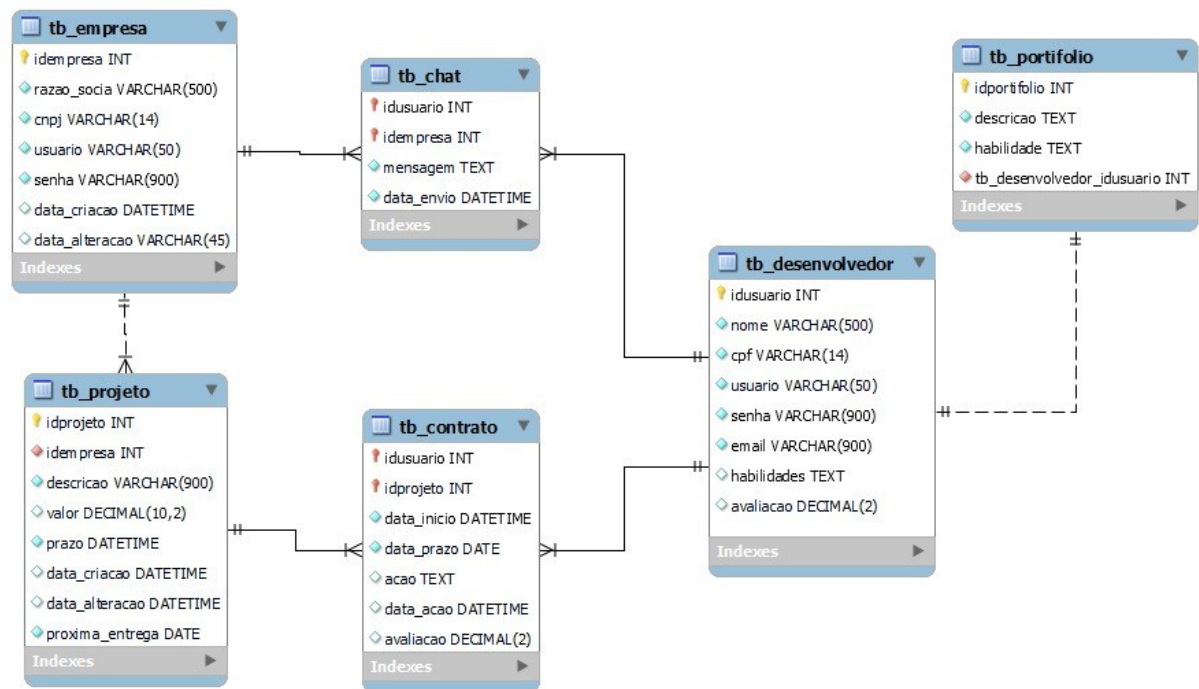 tb_empresa
idempresa INT
razao_socia VARCHAR(500)
cnpj VARCHAR(14)
usuario VARCHAR(50)
senha VARCHAR(900)
data_criacao DATETIME
data_alteracao VARCHAR(45)
Indexes
tb_chat
idusuario INT
idempresa INT
mensagem TEXT
data_envio DATETIME
Indexes
tb_portifolio
idportifolio INT
descricao TEXT
habilidade TEXT
tb_desenvolvedor_idusuario INT
Indexes
tb_desenvolvedor
idusuario INT
nome VARCHAR(500)
cpf VARCHAR(14)
usuario VARCHAR(50)
senha VARCHAR(900)
email VARCHAR(900)
habilidades TEXT
avaliacao DECIMAL(2)
Indexes
tb_projeto
idprojeto INT
idempresa INT
descricao VARCHAR(900)
valor DECIMAL(10,2)
prazo DATETIME
data_criacao DATETIME
data_alteracao DATETIME
proxima_entrega DATE
Indexes
tb_contrato
idusuario INT
idprojeto INT
data_inicio DATETIME
data_prazo DATE
acao TEXT
data_acao DATETIME
avaliacao DECIMAL(2)
Indexes